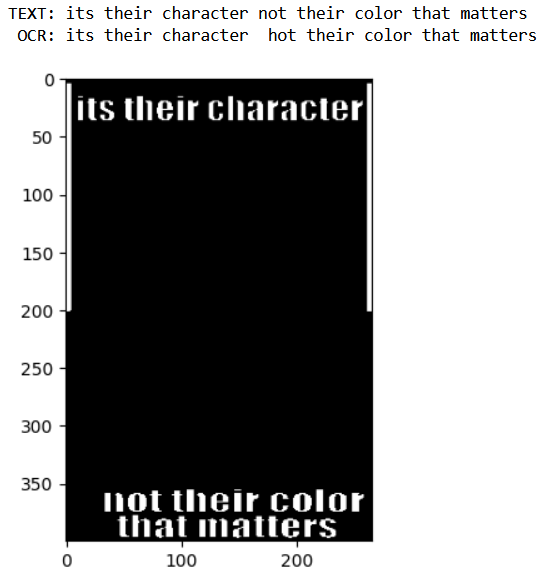 TEXT: its their character not their color that matters
OCR: its their character  hot their color that matters
0
its their character
50
100
150
200
250
300
350
not their color
that matters
0 100 200